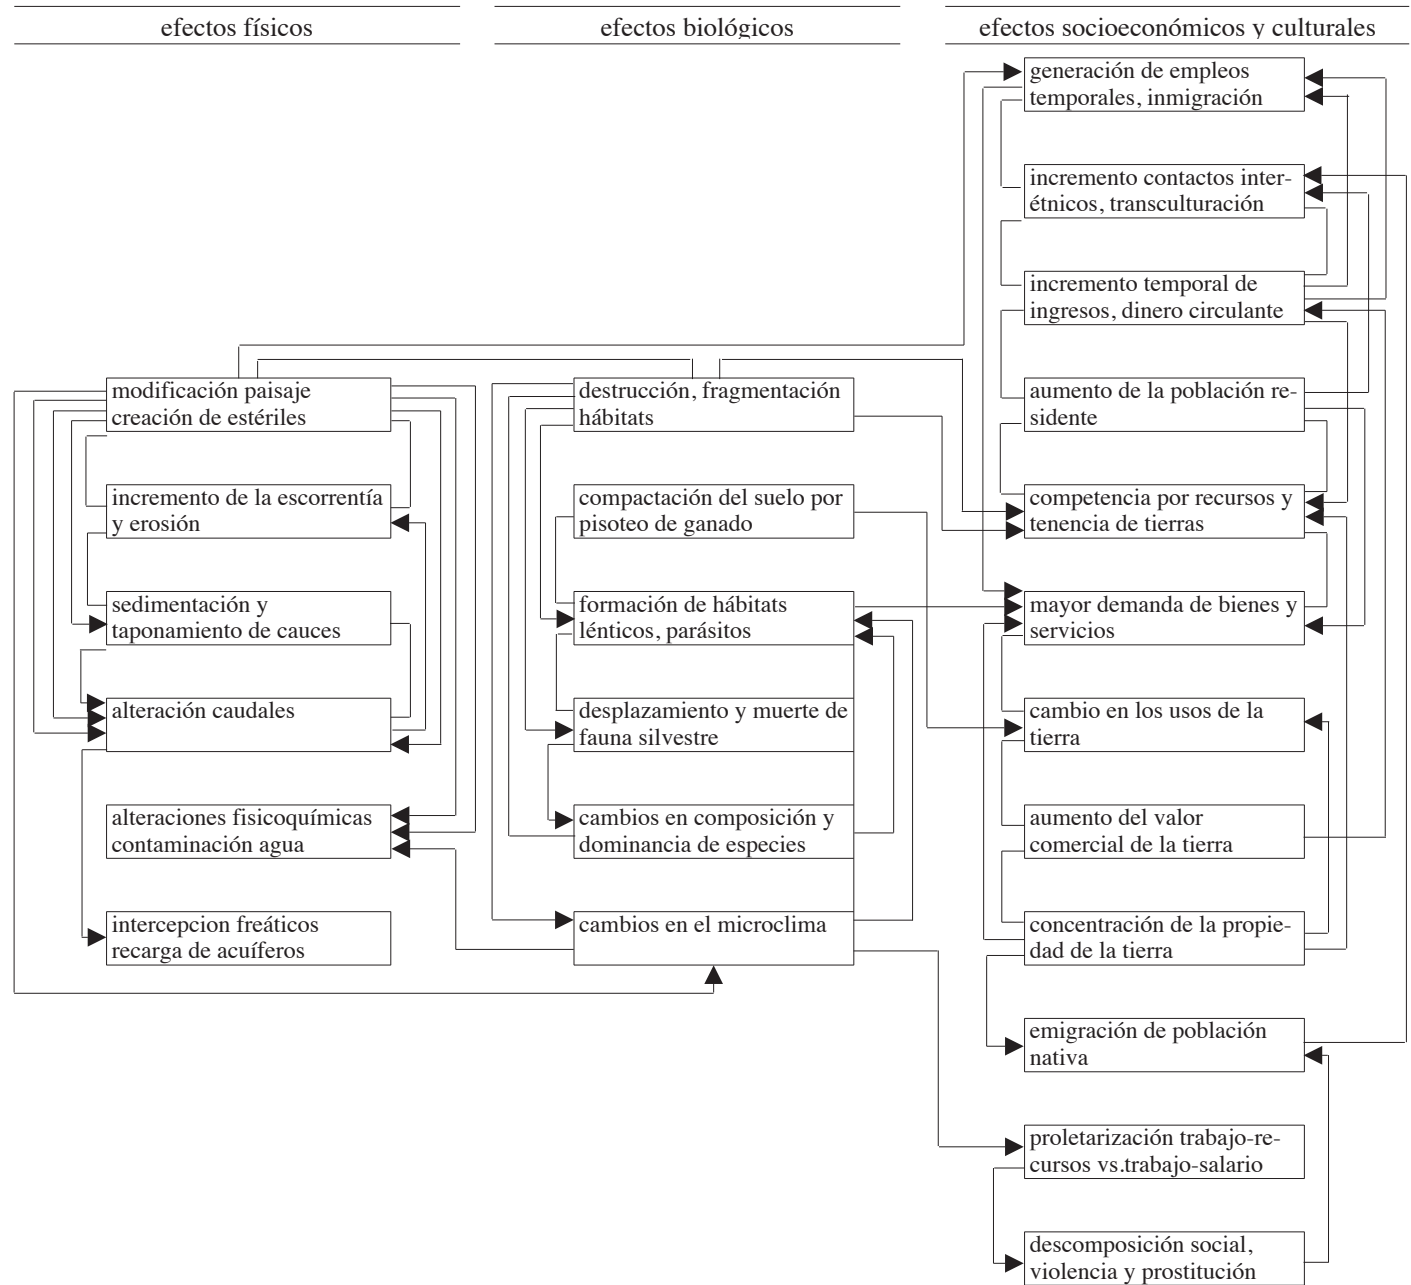 efectos físicos
efectos biológicos
efectos socioeconómicos y culturales
generación de empleos
temporales, inmigración
incremento contactos inter-
étnicos, transculturación
incremento temporal de
ingresos, dinero circulante
modificación paisaje
creación de estériles
destrucción, fragmentación
hábitats
aumento de la población re-
sidente
incremento de la escorrentía
y erosión
compactación del suelo por
pisoteo de ganado
competencia por recursos y
tenencia de tierras
sedimentación y
taponamiento de cauces
formación de hábitats
lénticos, parásitos
mayor demanda de bienes y
servicios
alteración caudales
desplazamiento y muerte de
fauna silvestre
cambio en los usos de la
tierra
alteraciones fisicoquímicas
contaminación agua
cambios en composición y
dominancia de especies
aumento del valor
comercial de la tierra
intercepcion freáticos
recarga de acuíferos
cambios en el microclima
concentración de la propie-
dad de la tierra
emigración de población
nativa
proletarización trabajo-re-
cursos vs.trabajo-salario
descomposición social,
violencia y prostitución